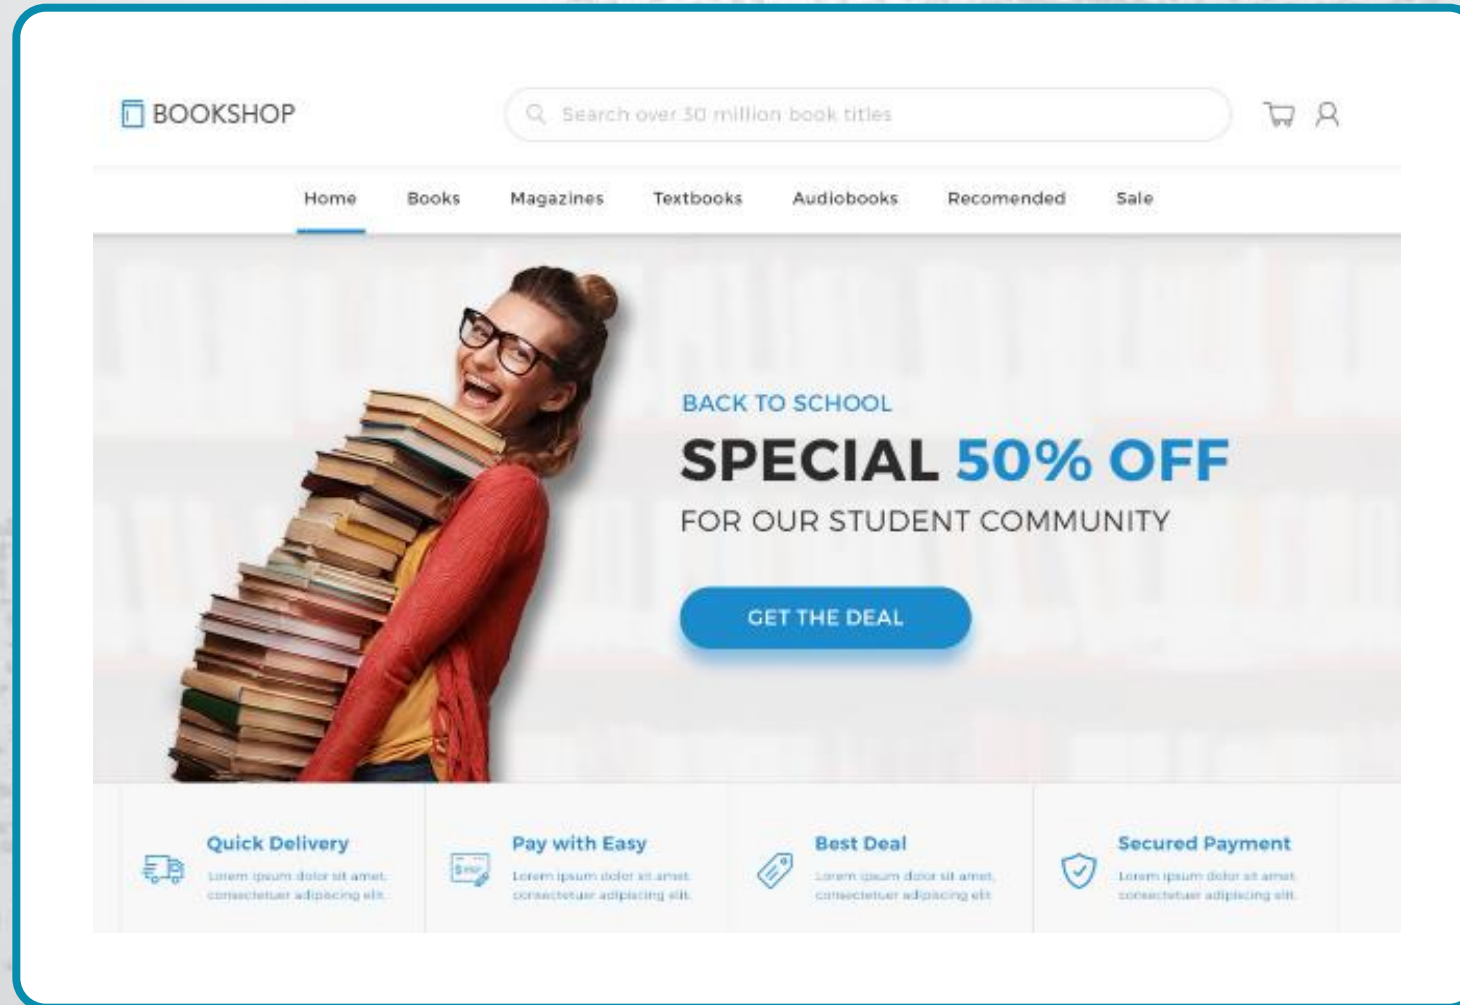 BOOKSHOP
Search over 30 million book titles
Home Books Magazines Textbooks Audiobooks Recomended Sale
BACK TO SCHOOL
SPECIAL 50% OFF
FOR OUR STUDENT COMMUNITY
GET THE DEAL
Quick Delivery
Lorem ipsum dolor sit amet,
consectetuer adipiscing elit.
Pay with Easy
Lorem ipsum dolor sit amet,
consectetuer adipiscing elit.
Best Deal
Lorem ipsum dolor sit amet,
consectetuer adipiscing elit.
Secured Payment
Lorem ipsum dolor sit amet,
consectetuer adipiscing elit.